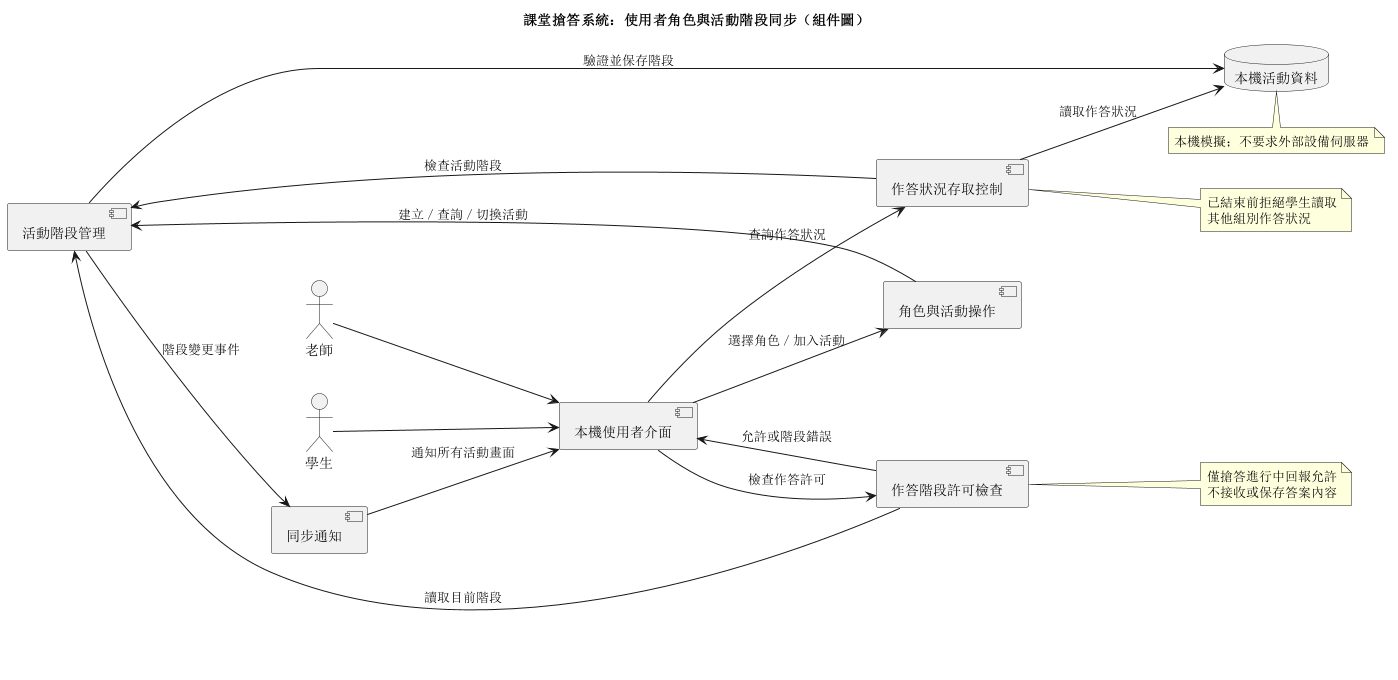 課堂搶答系統：使用者角色與活動階段同步（組件圖）
驗證並保存階段
本機活動資料
讀取作答狀況
本機模擬；不要求外部設備伺服器
檢查活動階段
作答狀況存取控制
已結束前拒絕學生讀取
其他組別作答狀況
建立 / 查詢 / 切換活動
活動階段管理
查詢作答狀況
角色與活動操作
選擇角色 / 加入活動
階段變更事件
老師
本機使用者介面
允許或階段錯誤
學生
通知所有活動畫面
檢查作答許可
作答階段許可檢查
僅搶答進行中回報允許
不接收或保存答案內容
同步通知
讀取目前階段